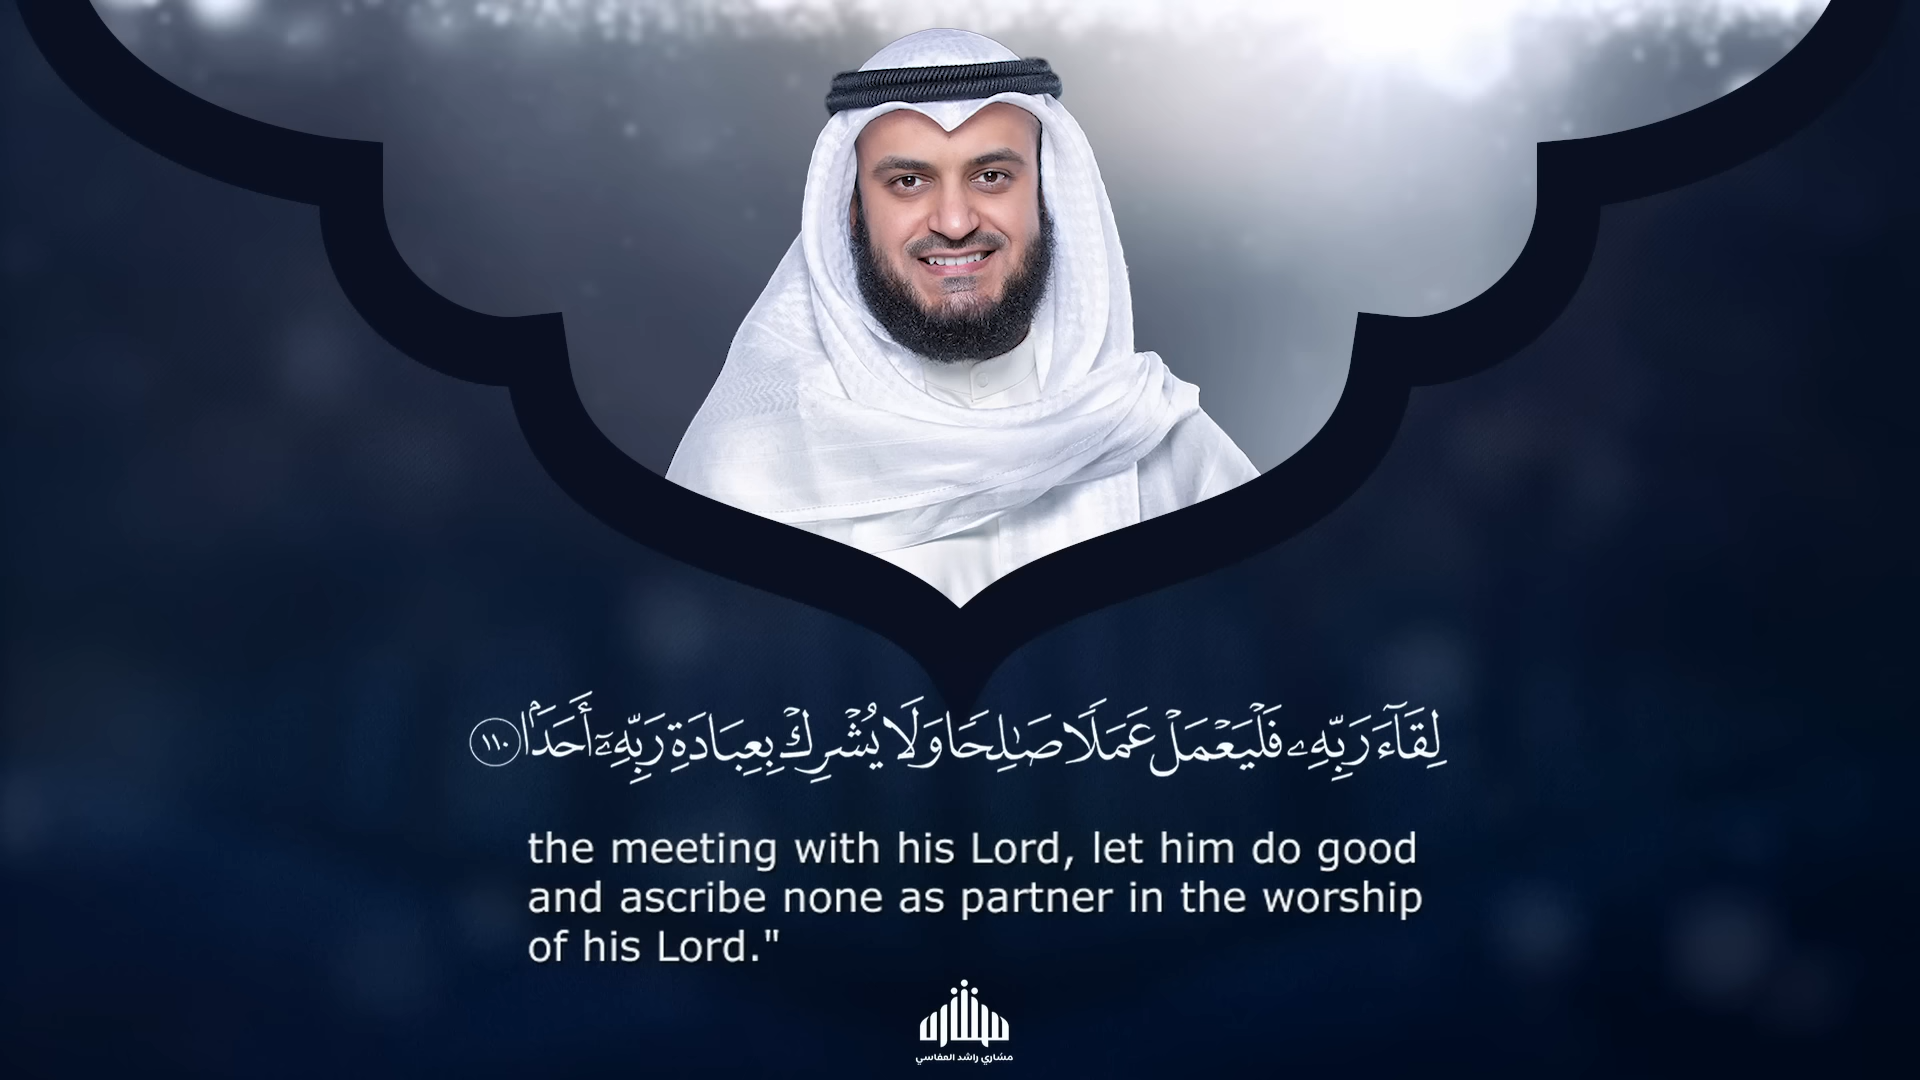 لِقَآءَ رَبِّهِۦ فَلْيَعْمَلْ عَمَلًا صَٰلِحًا وَلَا يُشْرِكْ بِعِبَادَةِ رَبِّهِۦٓ أَحَدَۢا ١١٠
the meeting with his Lord, let him do good
and ascribe none as partner in the worship
of his Lord."
مشاري راشد العفاسي